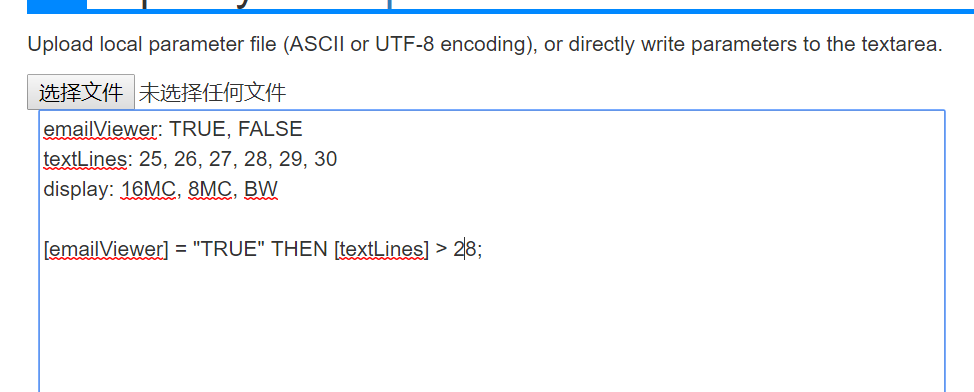 Upload local parameter file (ASCII or UTF-8 encoding), or directly write parameters to the textarea.
选择文件 未选择任何文件
emailViewer: TRUE, FALSE
textLines: 25, 26, 27, 28, 29, 30
display: 16MC, 8MC, BW
[emailViewer] = "TRUE" THEN [textLines] > 28;